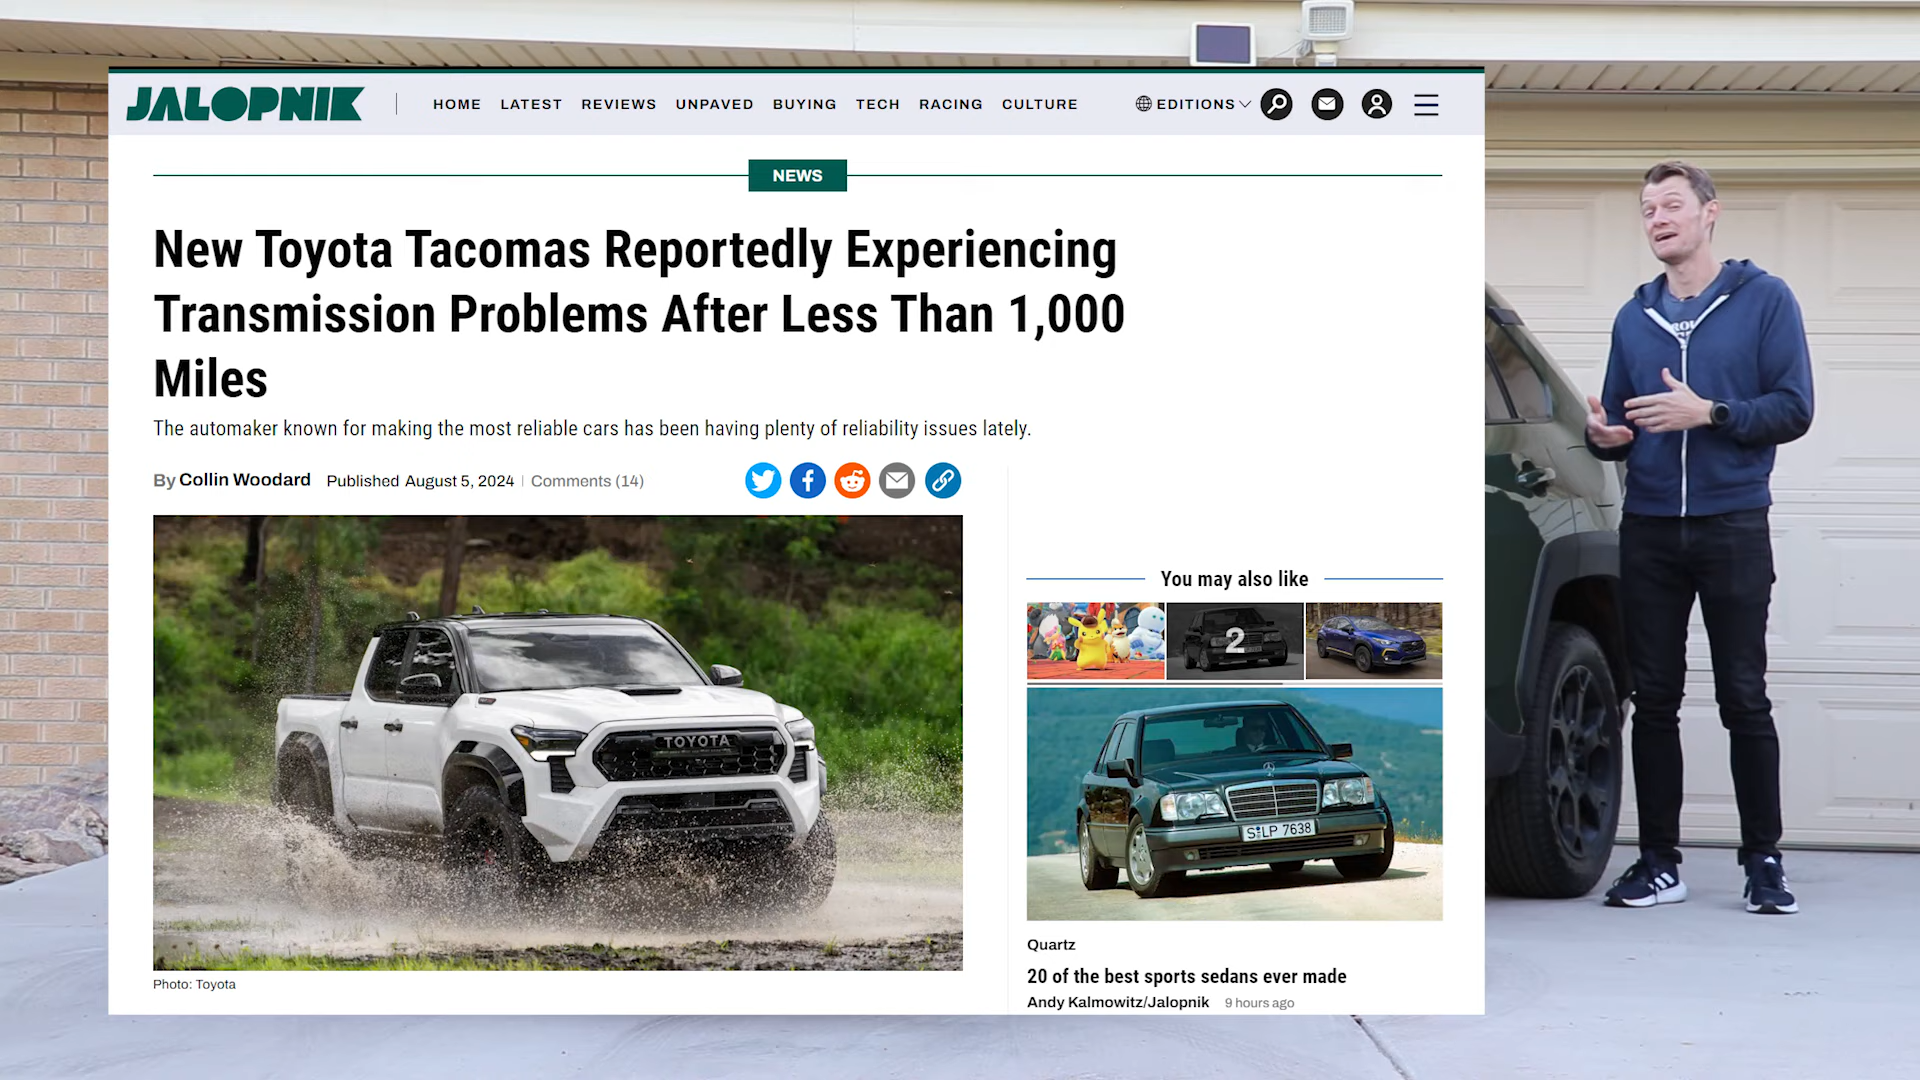 JALOPNIK
HOME LATEST REVIEWS UNPAVED BUYING TECH RACING CULTURE EDITIONS
NEWS
New Toyota Tacomas Reportedly Experiencing
Transmission Problems After Less Than 1,000
Miles
The automaker known for making the most reliable cars has been having plenty of reliability issues lately.
By Collin Woodard Published August 5, 2024 Comments (14)
TOYOTA
Photo: Toyota
You may also like
2
S LP 7638
Quartz
20 of the best sports sedans ever made
Andy Kalmowitz/Jalopnik 9 hours ago